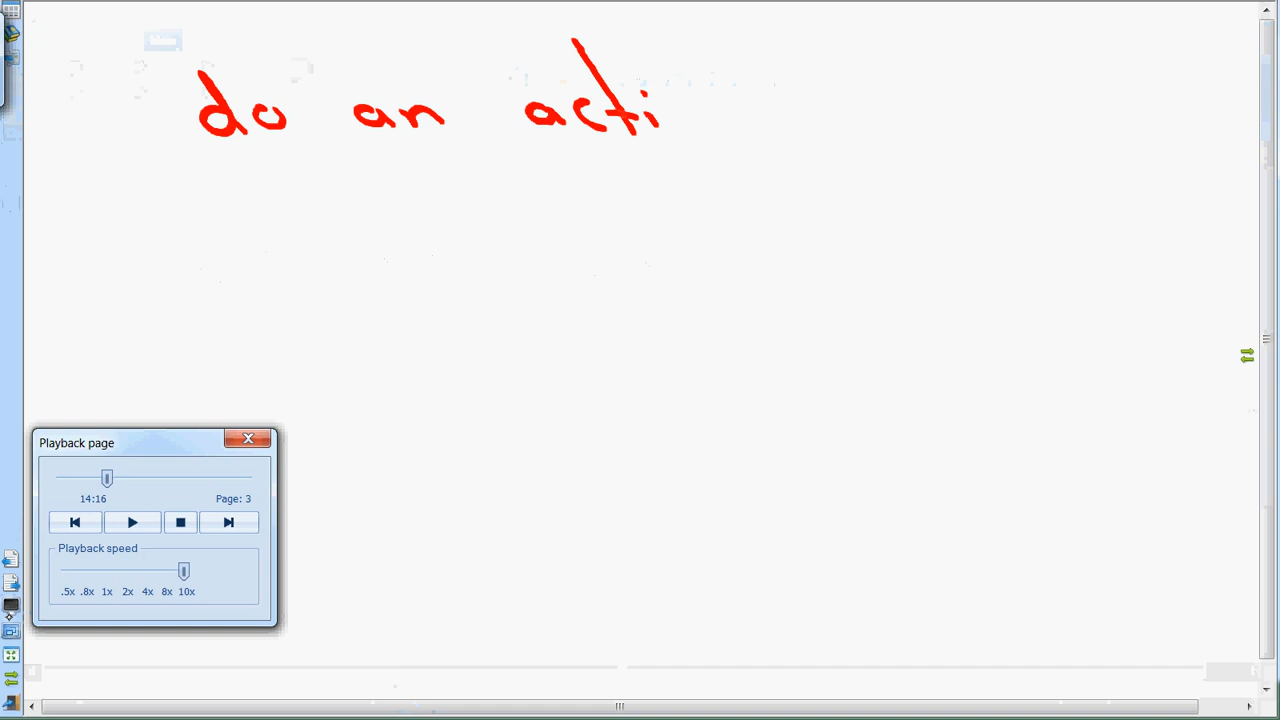 do an acti
Playback page
14:16 Page: 3
Playback speed
.5x .8x 1x 2x 4x 8x 10x